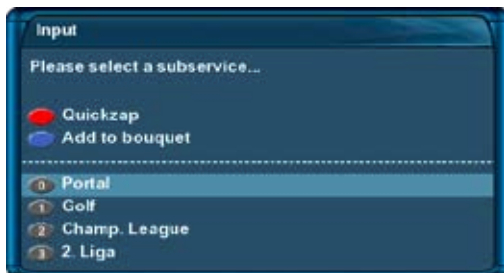 Input
Please select a subservice...
Quickzap
Add to bouquet
0 Portal
1 Golf
2 Champ. League
3 2. Liga